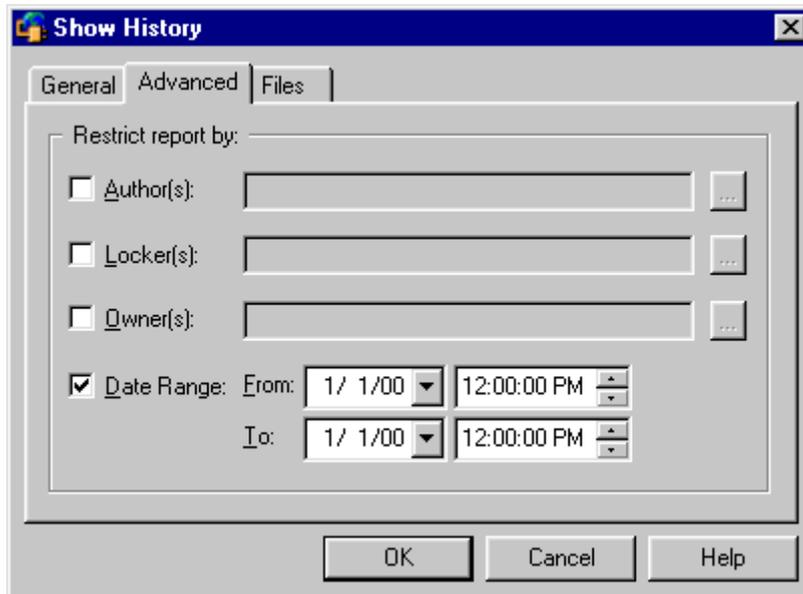 Show History
General Advanced Files
Restrict report by:
Author(s): ...
Locker(s): ...
Owner(s): ...
Date Range: From: 1/ 1/00 12:00:00 PM
To: 1/ 1/00 12:00:00 PM
OK Cancel Help